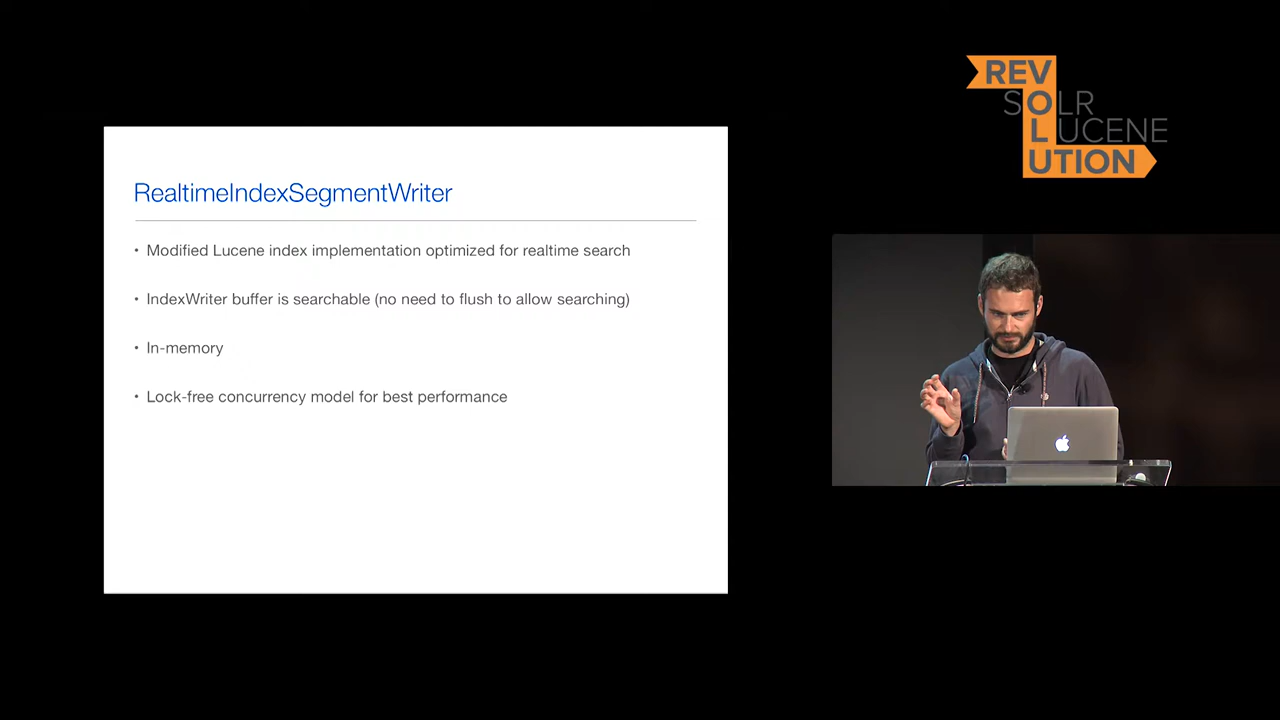 RealtimeIndexSegmentWriter
• Modified Lucene index implementation optimized for realtime search
• IndexWriter buffer is searchable (no need to flush to allow searching)
• In-memory
• Lock-free concurrency model for best performance
REV
SOLR
LUCENE
UTION